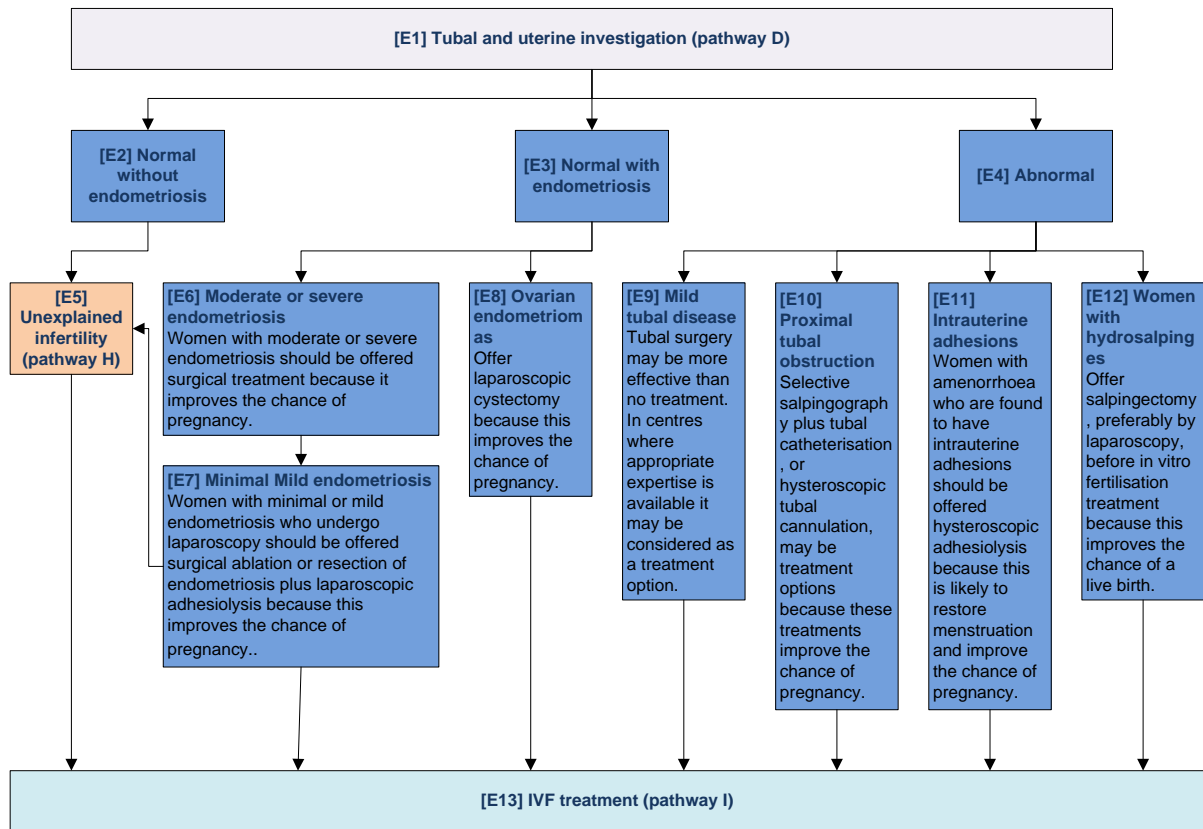 [E1] Tubal and uterine investigation (pathway D)
[E2] Normal
without
endometriosis
[E3] Normal with
endometriosis
[E4] Abnormal
[E5]
Unexplained
infertility
(pathway H)
[E6] Moderate or severe
endometriosis
Women with moderate or severe
endometriosis should be offered
surgical treatment because it
improves the chance of
pregnancy.
[E7] Minimal Mild endometriosis
Women with minimal or mild
endometriosis who undergo
laparoscopy should be offered
surgical ablation or resection of
endometriosis plus laparoscopic
adhesiolysis because this
improves the chance of
pregnancy..
[E8] Ovarian
endometriom
as
Offer
laparoscopic
cystectomy
because this
improves the
chance of
pregnancy.
[E9] Mild
tubal disease
Tubal surgery
may be more
effective than
no treatment.
In centres
where
appropriate
expertise is
available it
may be
considered as
a treatment
option.
[E10]
Proximal
tubal
obstruction
Selective
salpingograph
y plus tubal
catheterisation
, or
hysteroscopic
tubal
cannulation,
may be
treatment
options
because these
treatments
improve the
chance of
pregnancy.
[E11]
Intrauterine
adhesions
Women with
amenorrhoea
who are found
to have
intrauterine
adhesions
should be
offered
hysteroscopic
adhesiolysis
because this
is likely to
restore
menstruation
and improve
the chance of
pregnancy.
[E12] Women
with
hydrosalping
es
Offer
salpingectomy
, preferably by
laparoscopy,
before in vitro
fertilisation
treatment
because this
improves the
chance of a
live birth.
[E13] IVF treatment (pathway I)